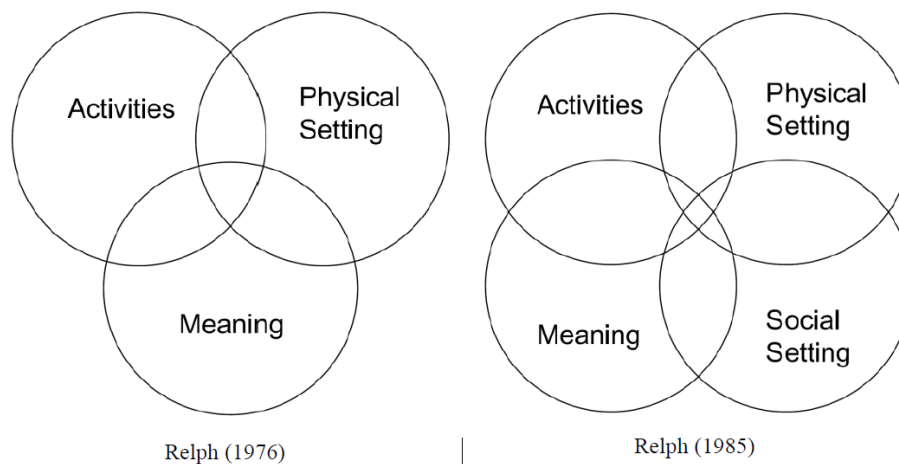 Activities
Physical
Setting
Meaning
Relph (1976)
Activities
Physical
Setting
Meaning
Social
Setting
Relph (1985)